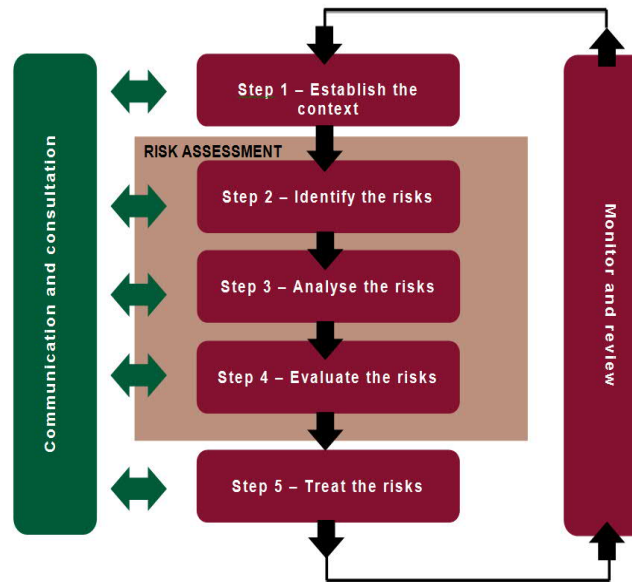 Step 1 – Establish the
context
RISK ASSESSMENT
Step 2 – Identify the risks
Step 3 – Analyse the risks
Step 4 – Evaluate the risks
Step 5 – Treat the risks
Communication and consultation
Monitor and review